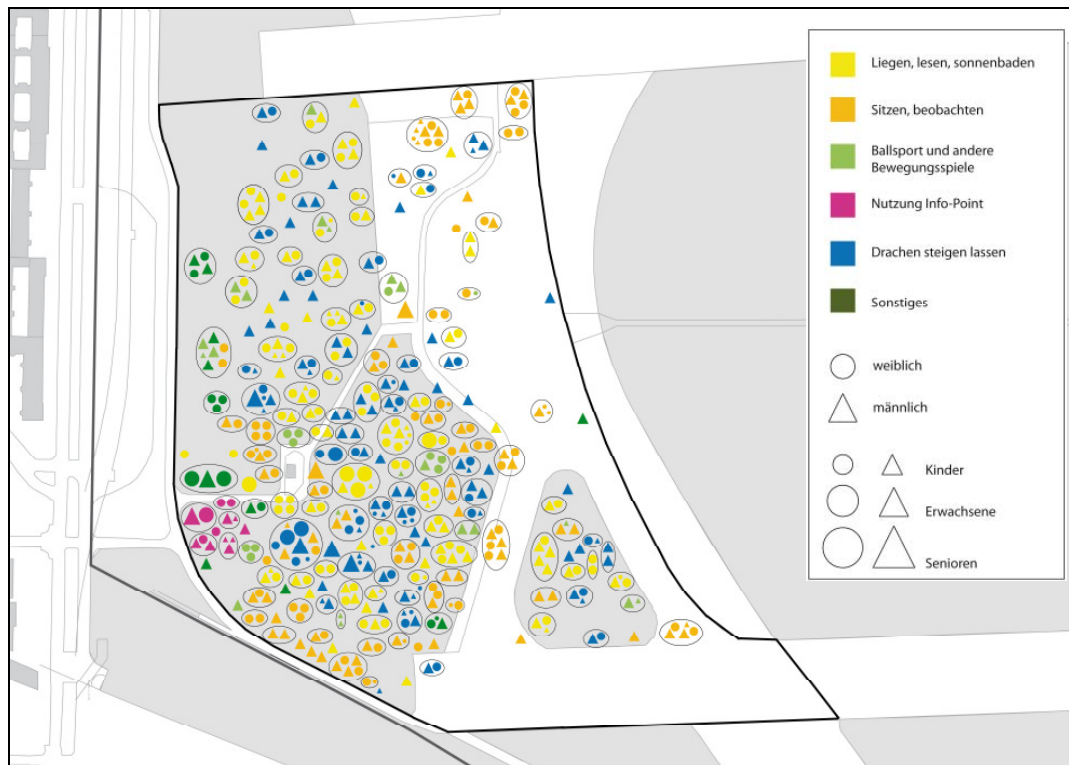 Liegen, lesen, sonnenbaden
Sitzen, beobachten
Ballsport und andere
Bewegungsspiele
Nutzung Info-Point
Drachen steigen lassen
Sonstiges
weiblich
männlich
Kinder
Erwachsene
Senioren